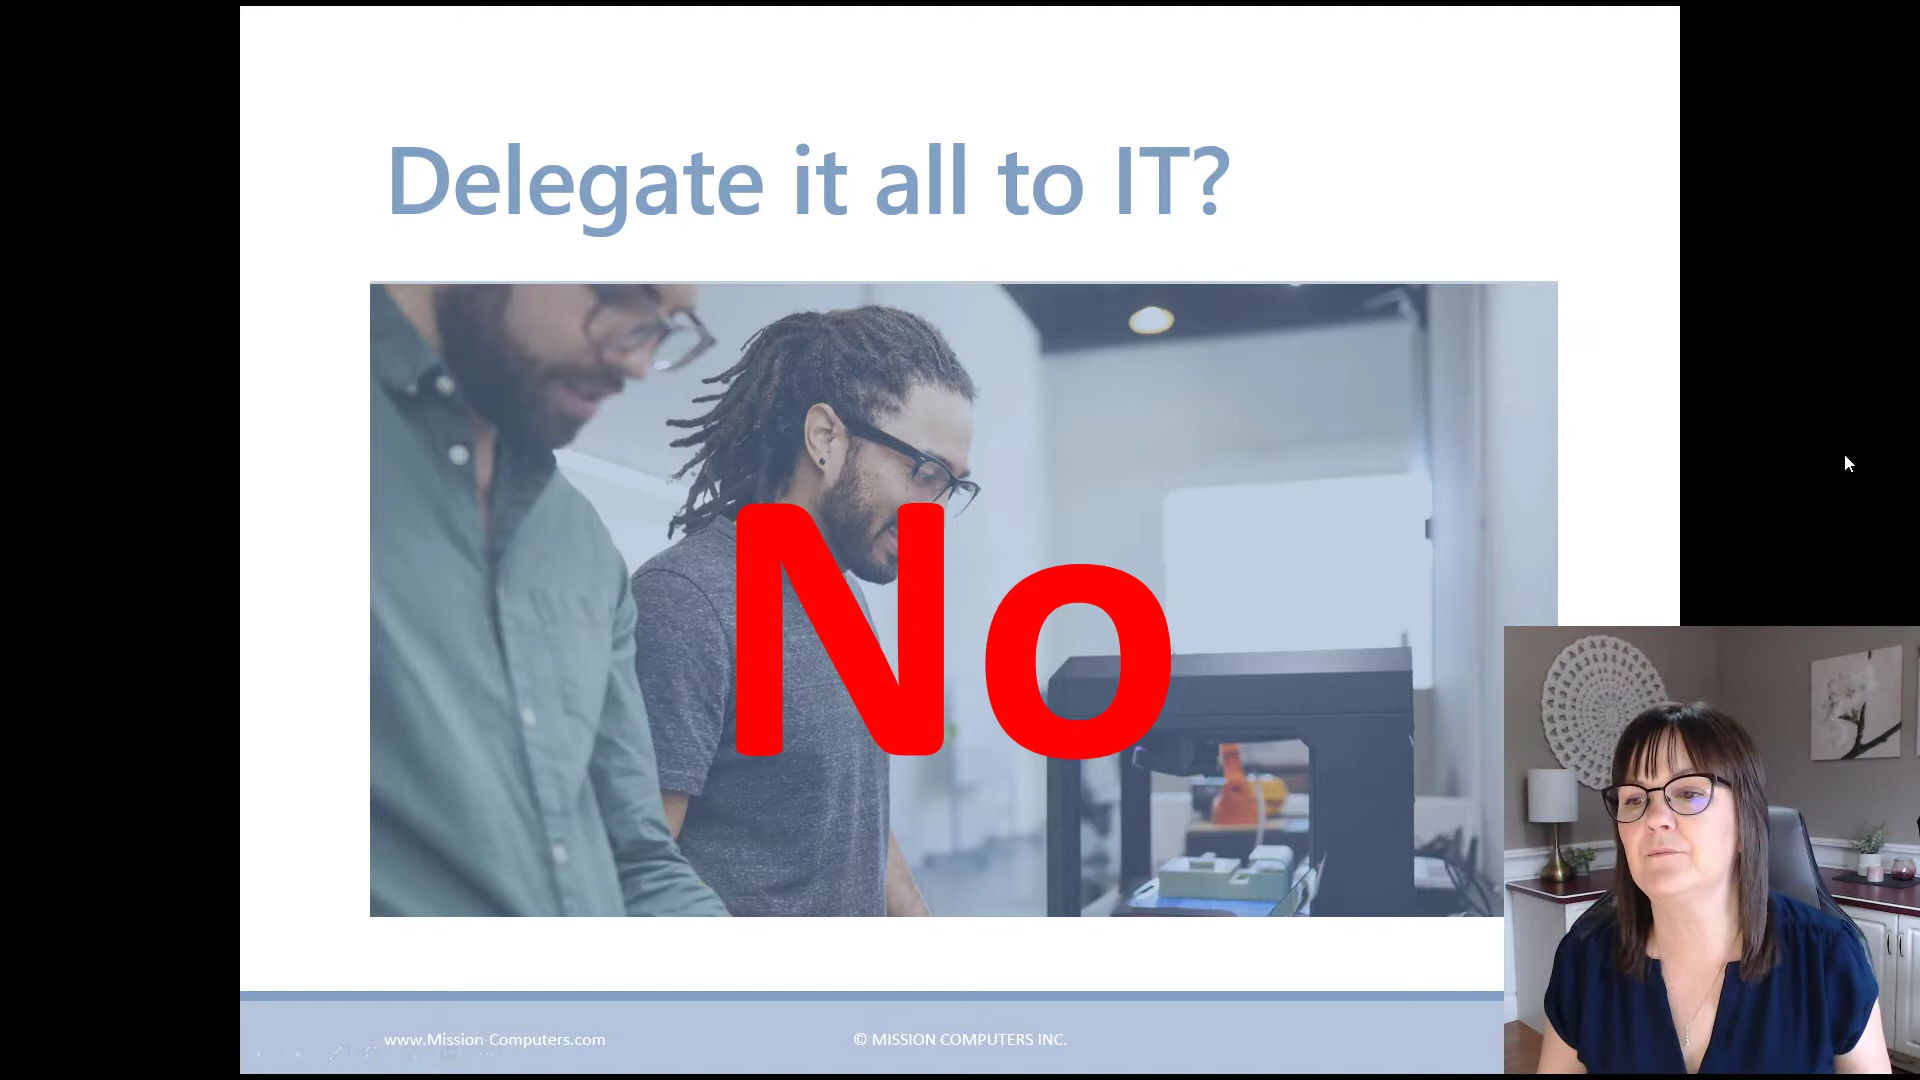 Delegate it all to IT?
No
www.Mission-Computers.com
© MISSION COMPUTERS INC.